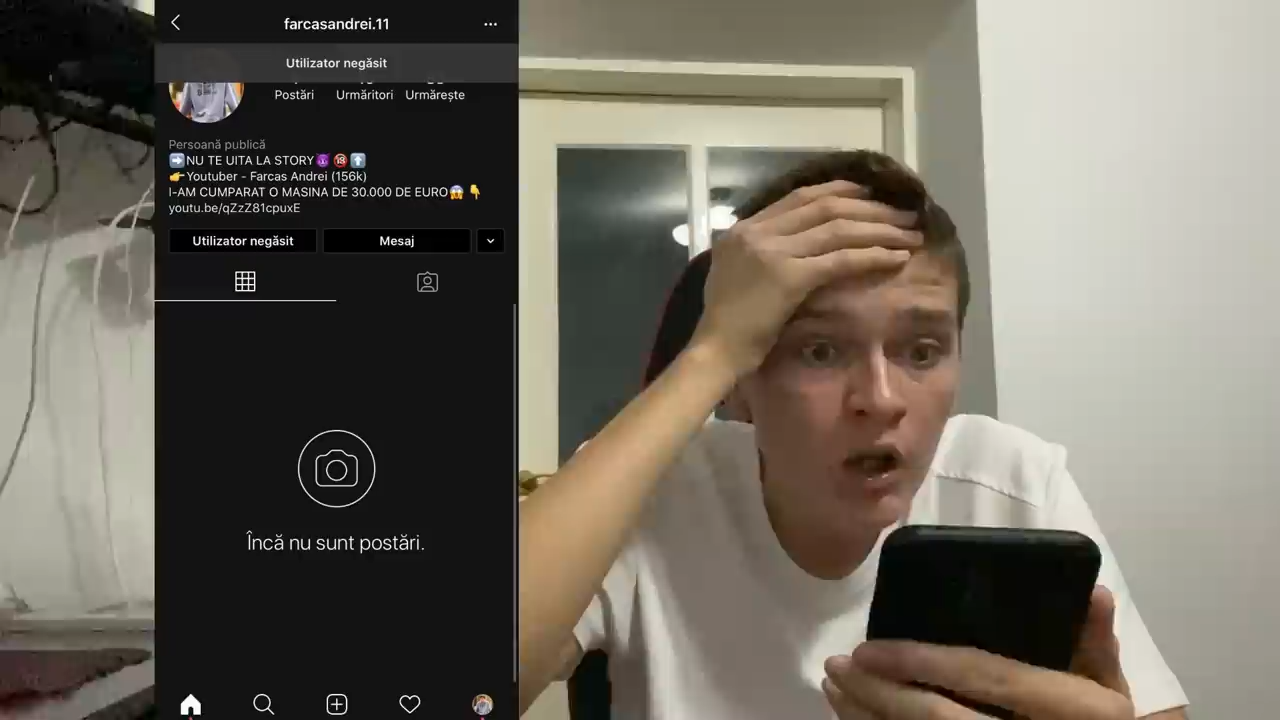 farcasandrei.11
Utilizator negăsit
Postări Urmăritori Urmărește
Persoană publică
➡️NU TE UITA LA STORY😈🔞⬆️
👉Youtuber - Farcas Andrei (156k)
I-AM CUMPARAT O MASINA DE 30.000 DE EURO😱👇
youtu.be/qZzZ81cpuxE
Utilizator negăsit Mesaj
Încă nu sunt postări.